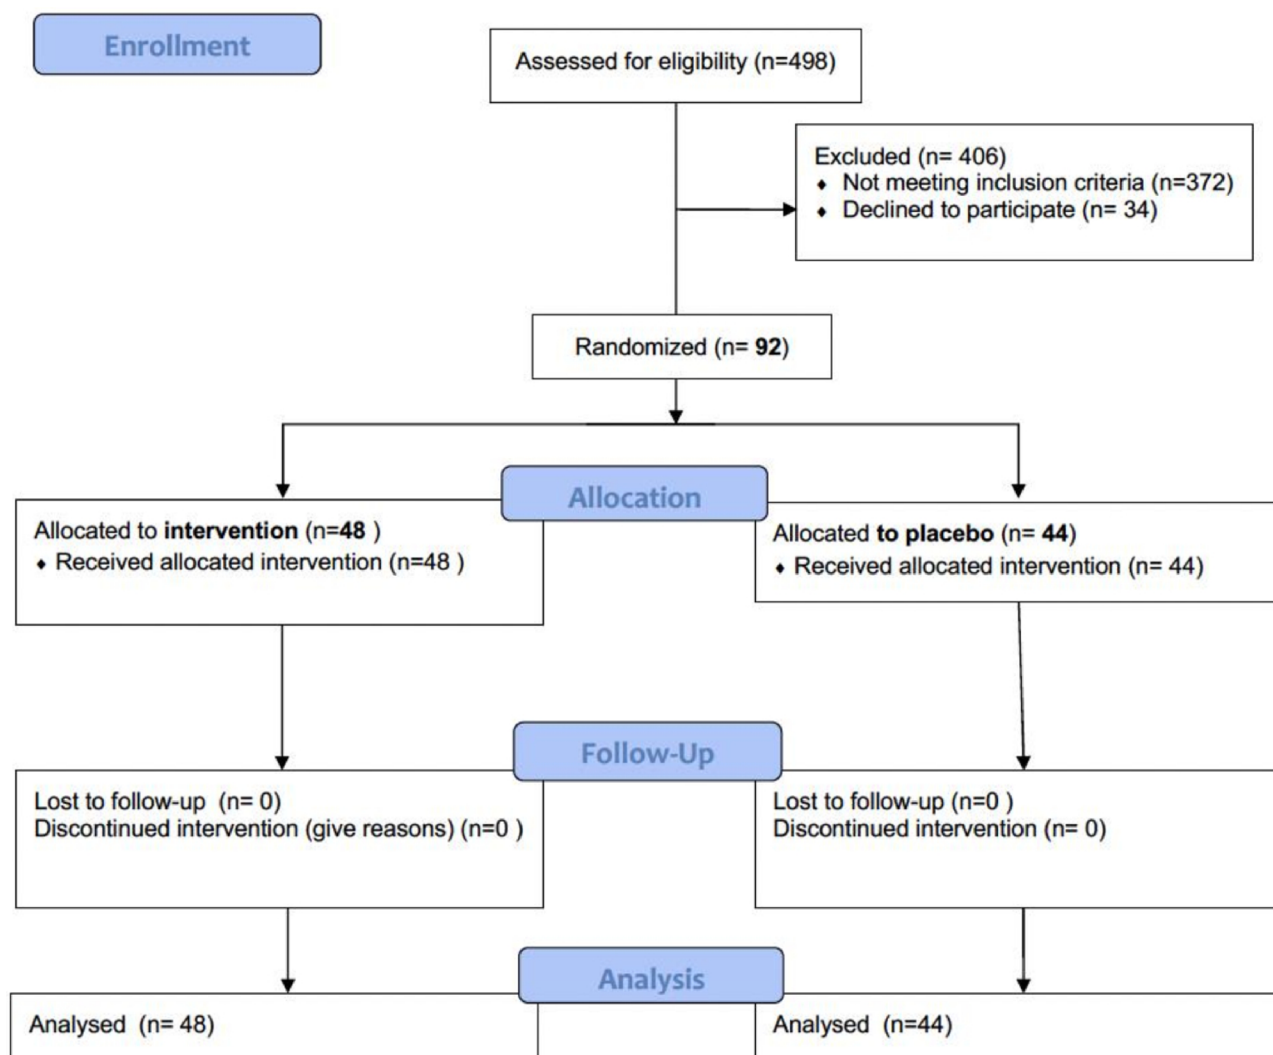 Enrollment
Assessed for eligibility (n=498)
Excluded (n= 406)
♦ Not meeting inclusion criteria (n=372)
♦ Declined to participate (n= 34)
Randomized (n= 92)
Allocation
Allocated to intervention (n=48 )
♦ Received allocated intervention (n=48 )
Allocated to placebo (n= 44)
♦ Received allocated intervention (n= 44)
Follow-Up
Lost to follow-up (n= 0)
Discontinued intervention (give reasons) (n=0 )
Lost to follow-up (n=0 )
Discontinued intervention (n= 0)
Analysis
Analysed (n= 48)
Analysed (n=44)